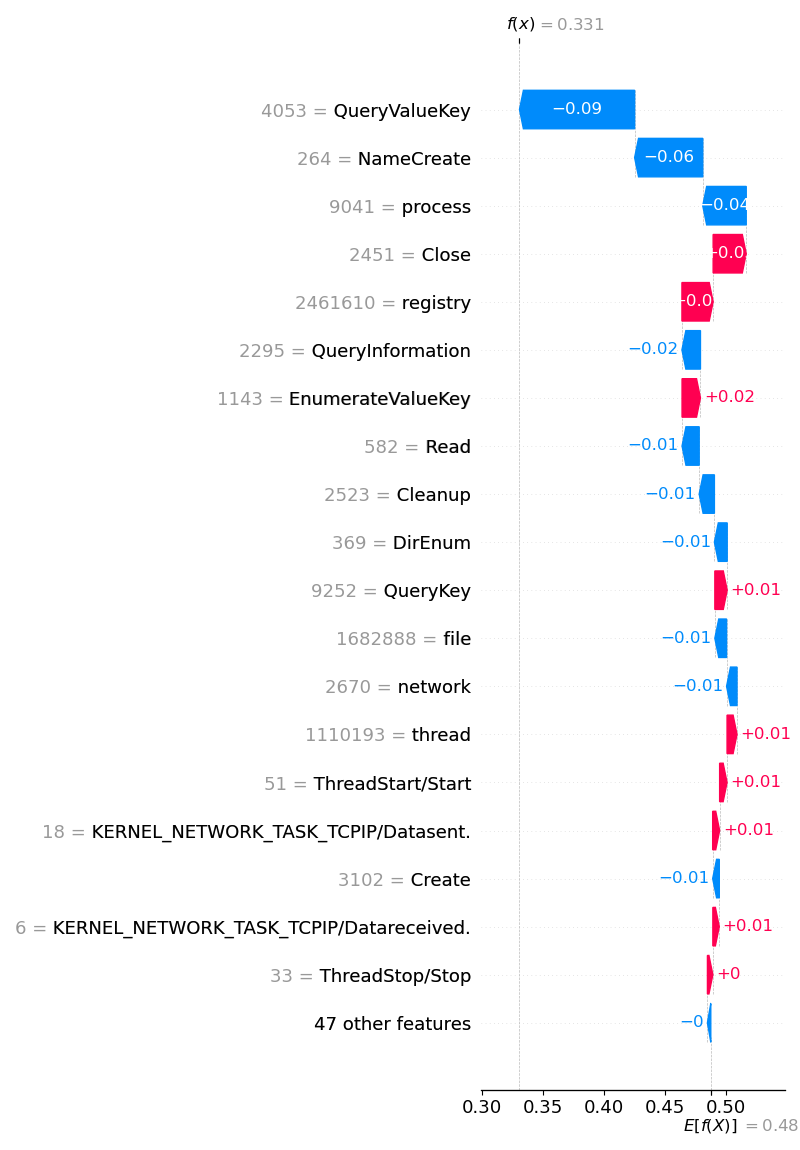 f(x) = 0.331
4053 = QueryValueKey
−0.09
264 = NameCreate
−0.06
9041 = process
−0.04
2451 = Close
2461610 = registry
2295 = QueryInformation
−0.02
1143 = EnumerateValueKey
+0.02
582 = Read
−0.01
2523 = Cleanup
−0.01
369 = DirEnum
−0.01
9252 = QueryKey
+0.01
1682888 = file
−0.01
2670 = network
−0.01
1110193 = thread
+0.01
51 = ThreadStart/Start
+0.01
18 = KERNEL_NETWORK_TASK_TCPIP/Datasent.
+0.01
3102 = Create
−0.01
6 = KERNEL_NETWORK_TASK_TCPIP/Datareceived.
+0.01
33 = ThreadStop/Stop
+0
47 other features
−0
0.30 0.35 0.40 0.45 0.50
E[f(X)] = 0.48